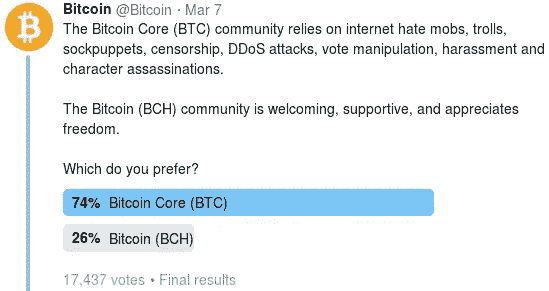 Bitcoin @Bitcoin · Mar 7
The Bitcoin Core (BTC) community relies on internet hate mobs, trolls,
sockpuppets, censorship, DDoS attacks, vote manipulation, harassment and
character assassinations.
The Bitcoin (BCH) community is welcoming, supportive, and appreciates
freedom.
Which do you prefer?
74% Bitcoin Core (BTC)
26% Bitcoin (BCH)
17,437 votes • Final results